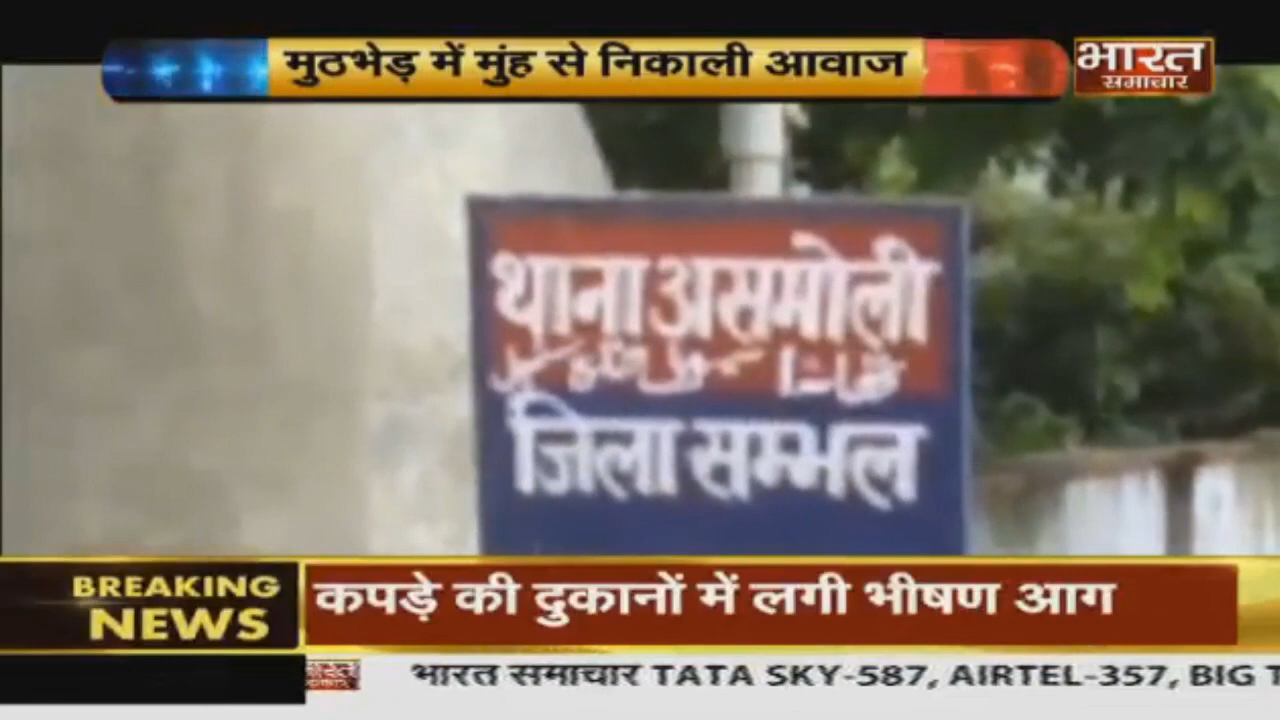 मुठभेड़ में मुंह से निकाली आवाज
भारत
समाचार
थाना असमोली
जिला सम्भल
BREAKING
NEWS
कपड़े की दुकानों में लगी भीषण आग
भारत समाचार TATA SKY-587, AIRTEL-357, BIG